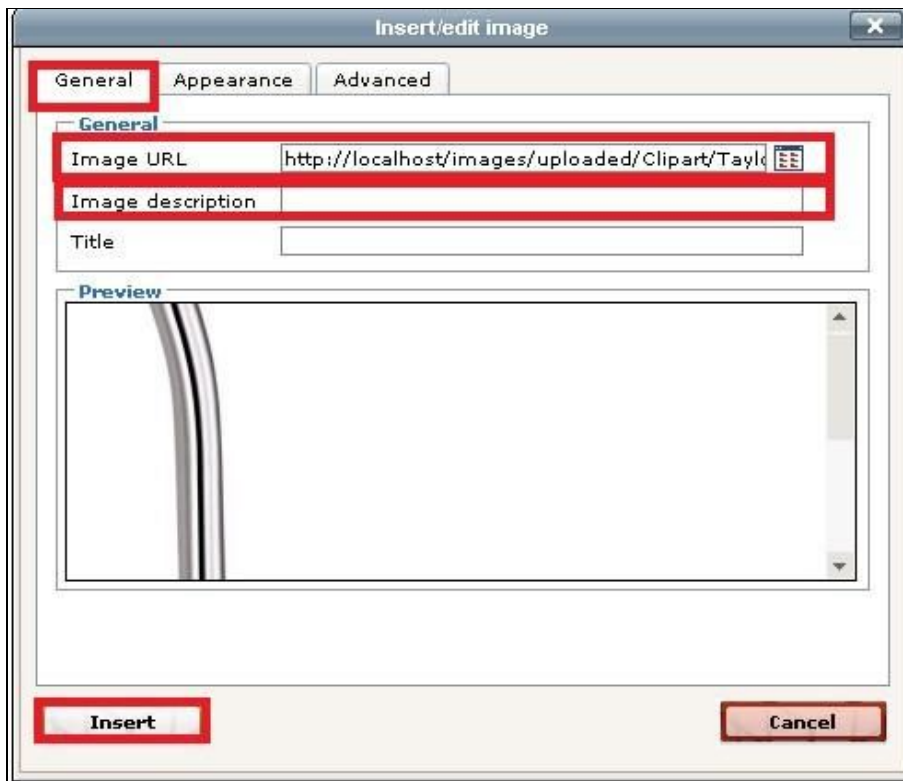 Insert/edit image
General Appearance Advanced
General
Image URL http://localhost/images/uploaded/Clipart/Taylo
Image description
Title
Preview
Insert Cancel